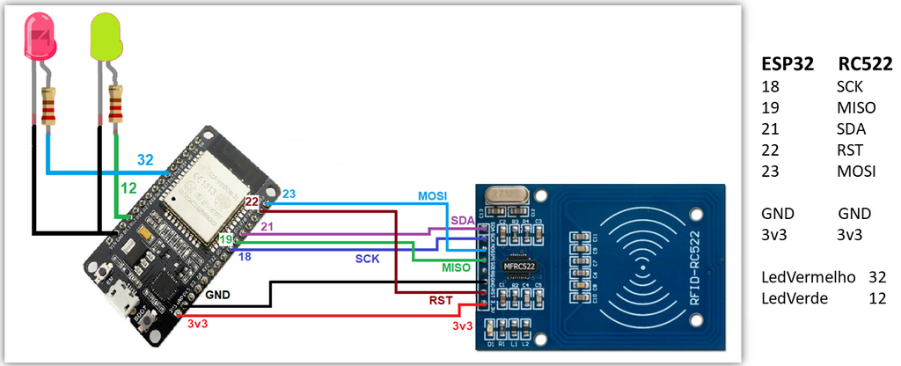 32
12
22
23
21
19
18
GND
3v3
MOSI
SDA
SCK
MISO
RST
3v3
MFRC522
RFID-RC522
ESP32 RC522
18 SCK
19 MISO
21 SDA
22 RST
23 MOSI
GND GND
3v3 3v3
LedVermelho 32
LedVerde 12